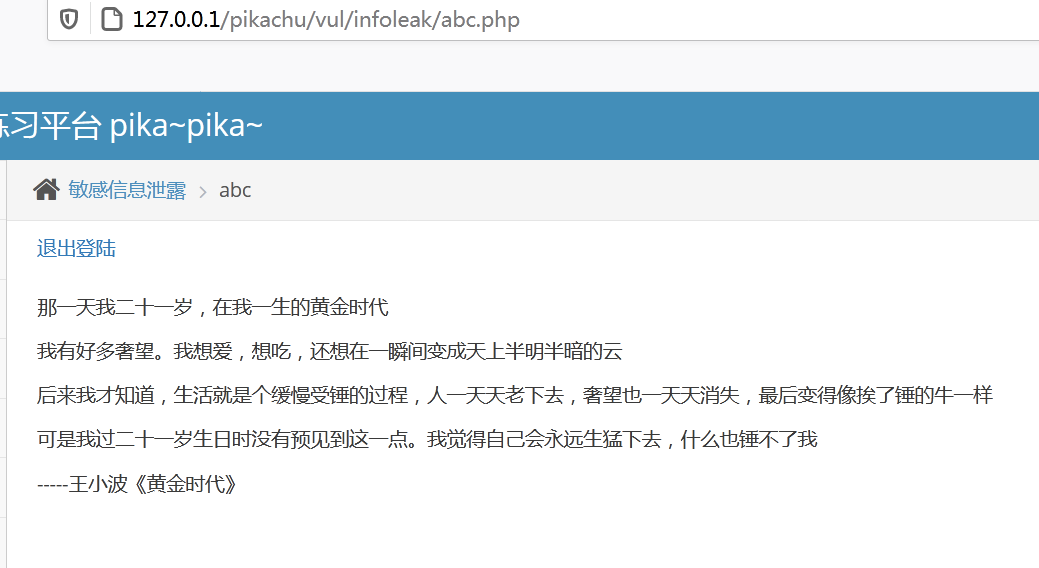 127.0.0.1/pikachu/vul/infoleak/abc.php
习平台 pika~pika~
敏感信息泄露 > abc
退出登陆
那一天我二十一岁，在我一生的黄金时代
我有好多奢望。我想爱，想吃，还想在一瞬间变成天上半明半暗的云
后来我才知道，生活就是个缓慢受锤的过程，人一天天老下去，奢望也一天天消失，最后变得像挨了锤的牛一样
可是我过二十一岁生日时没有预见到这一点。我觉得自己会永远生猛下去，什么也锤不了我
-----王小波《黄金时代》